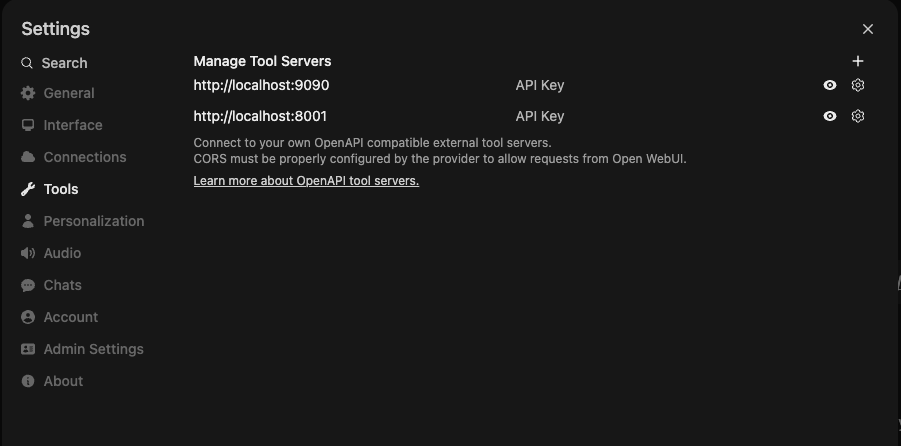 Settings
Search
General
Interface
Connections
Tools
Personalization
Audio
Chats
Account
Admin Settings
About
Manage Tool Servers
http://localhost:9090 API Key
http://localhost:8001 API Key
Connect to your own OpenAPI compatible external tool servers.
CORS must be properly configured by the provider to allow requests from Open WebUI.
Learn more about OpenAPI tool servers.